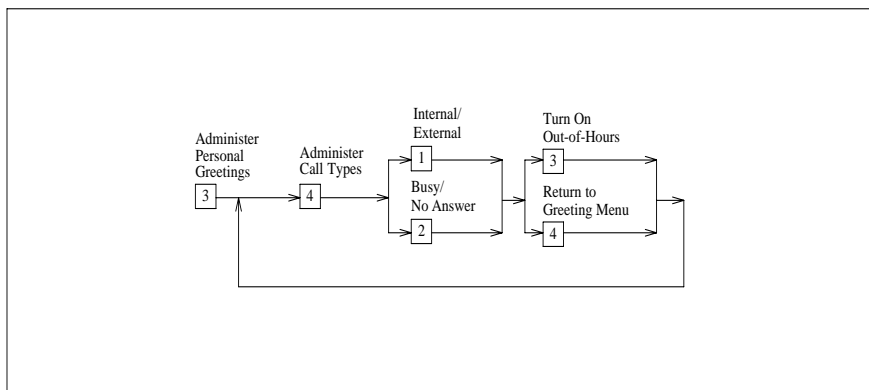 Administer
Personal
Greetings
3
Administer
Call Types
4
Internal/
External
1
Busy/
No Answer
2
Turn On
Out-of-Hours
3
Return to
Greeting Menu
4